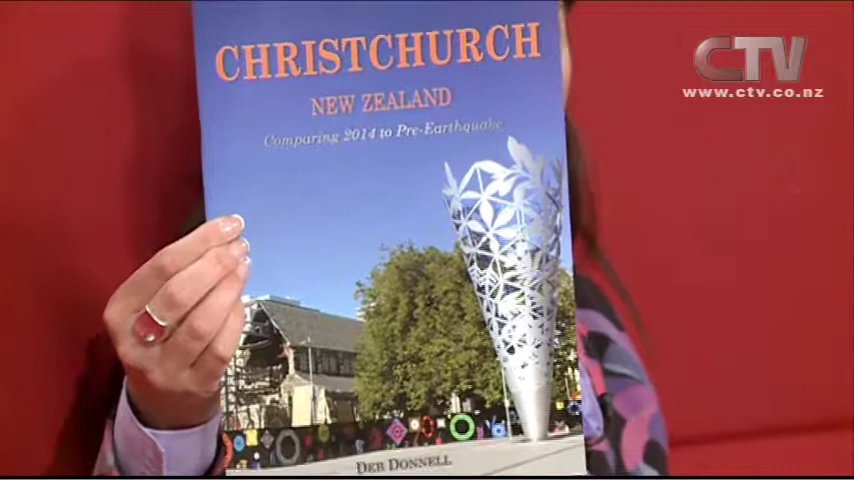 CTV
www.ctv.co.nz
CHRISTCHURCH
NEW ZEALAND
Comparing 2014 to Pre-Earthquake
DEB DONNELL